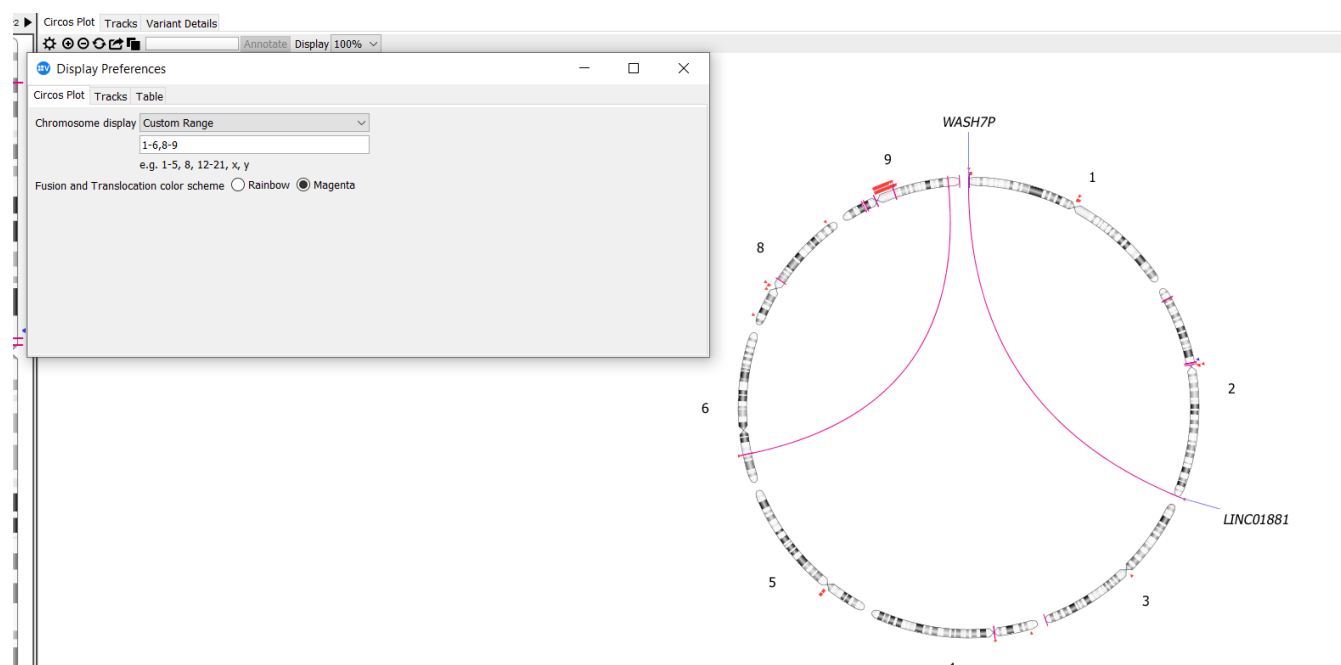 2 Circos Plot Tracks Variant Details
Annotate Display 100%
Display Preferences
Circos Plot Tracks Table
Chromosome display Custom Range
1-6,8-9
e.g. 1-5, 8, 12-21, x, y
Fusion and Translocation color scheme Rainbow Magenta
WASH7P
9
1
8
2
6
LINC01881
5
3